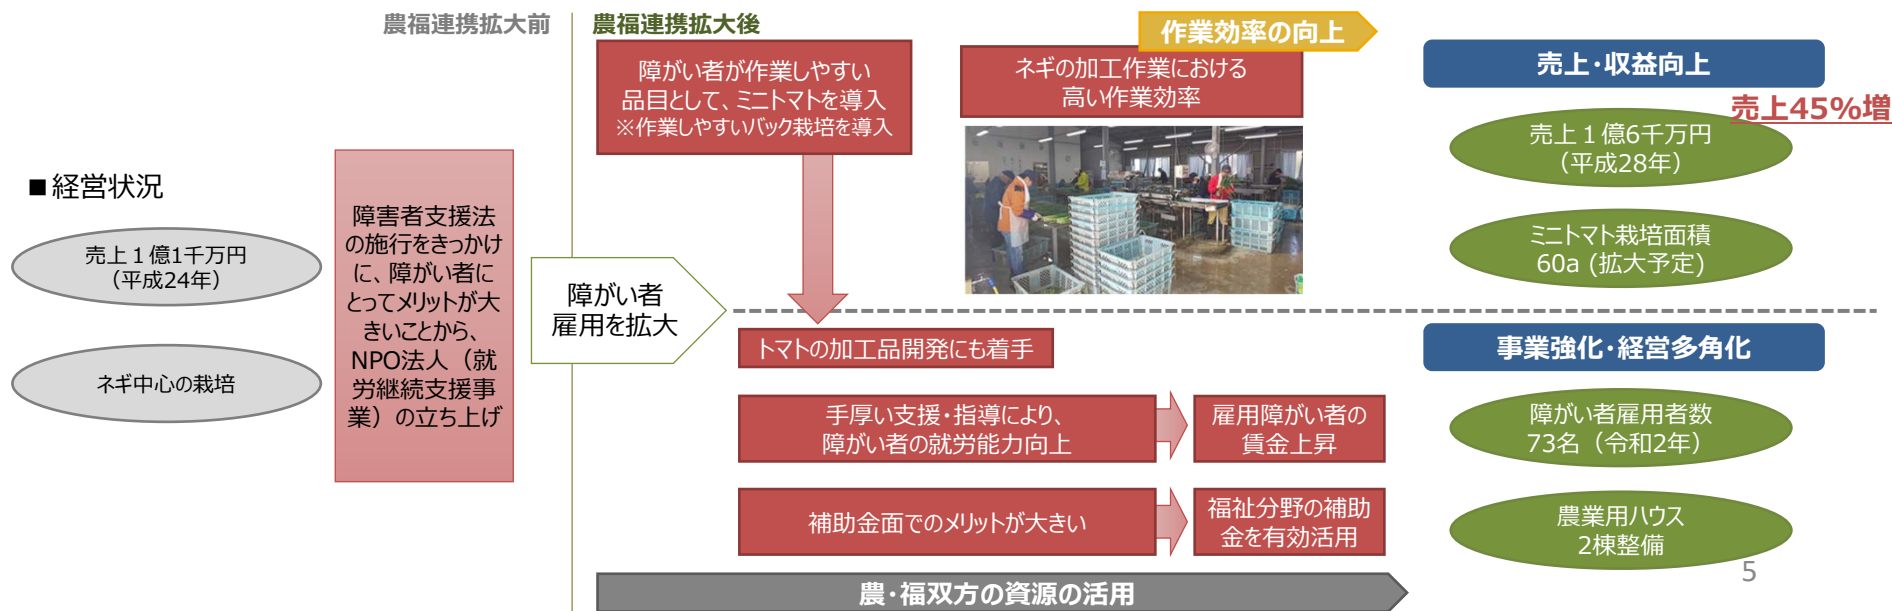 農福連携拡大前
農福連携拡大後
■経営状況
売上１億1千万円
（平成24年）
ネギ中心の栽培
障害者支援法
の施行をきっかけ
に、障がい者に
とってメリットが大
きいことから、
NPO法人（就
労継続支援事
業）の立ち上げ
障がい者
雇用を拡大
障がい者が作業しやすい
品目として、ミニトマトを導入
※作業しやすいバック栽培を導入
作業効率の向上
ネギの加工作業における
高い作業効率
トマトの加工品開発にも着手
手厚い支援・指導により、
障がい者の就労能力向上
雇用障がい者の
賃金上昇
補助金面でのメリットが大きい
福祉分野の補助
金を有効活用
農・福双方の資源の活用
売上・収益向上
売上45%増
売上１億6千万円
（平成28年）
ミニトマト栽培面積
60a (拡大予定)
事業強化・経営多角化
障がい者雇用者数
73名（令和2年）
農業用ハウス
2棟整備
5